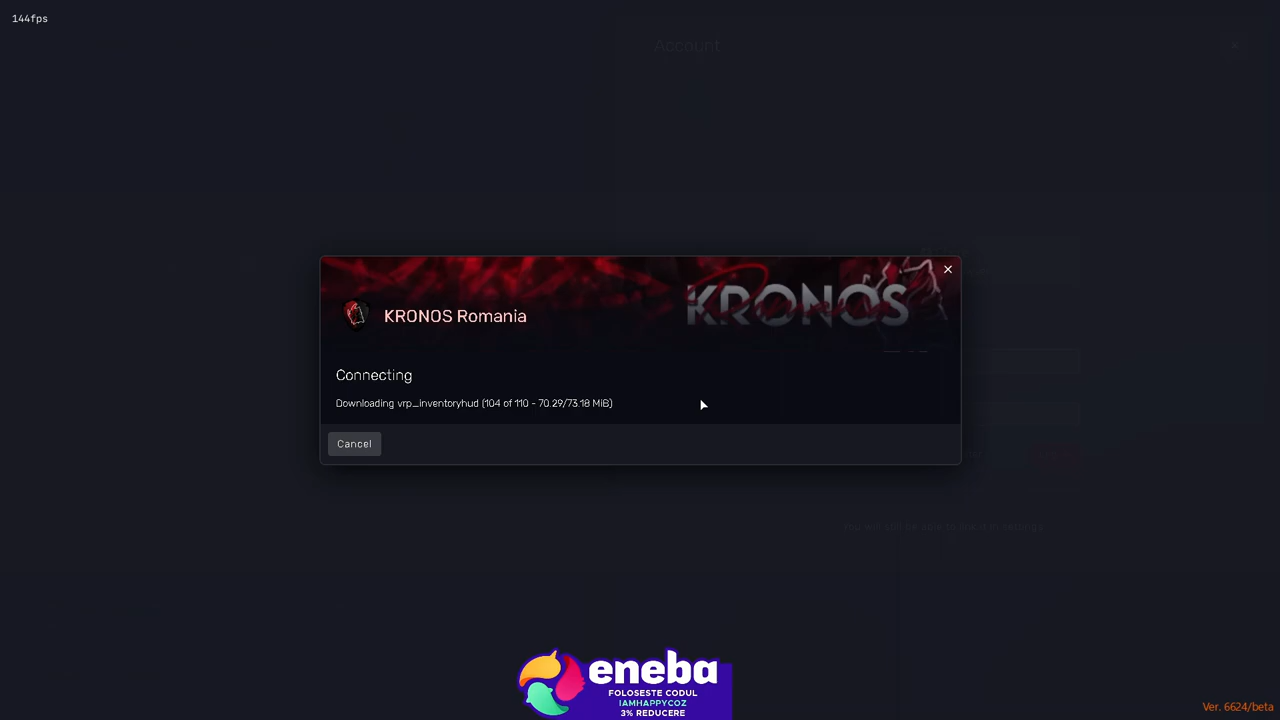 144fps
Account
KRONOS
KRONOS Romania
Connecting
Downloading vrp_inventoryhud (104 of 110 - 70.29/73.18 MiB)
Cancel
eneba
FOLOSESTE CODUL
IAMHAPPYCOZ
3% REDUCERE
Ver. 6624/beta